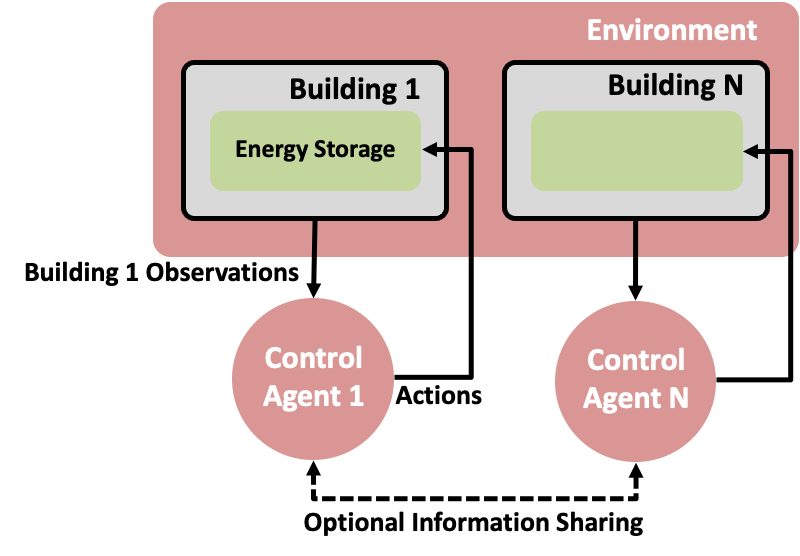 Environment
Building 1
Building N
Energy Storage
Building 1 Observations
Control
Agent 1
Actions
Control
Agent N
Optional Information Sharing